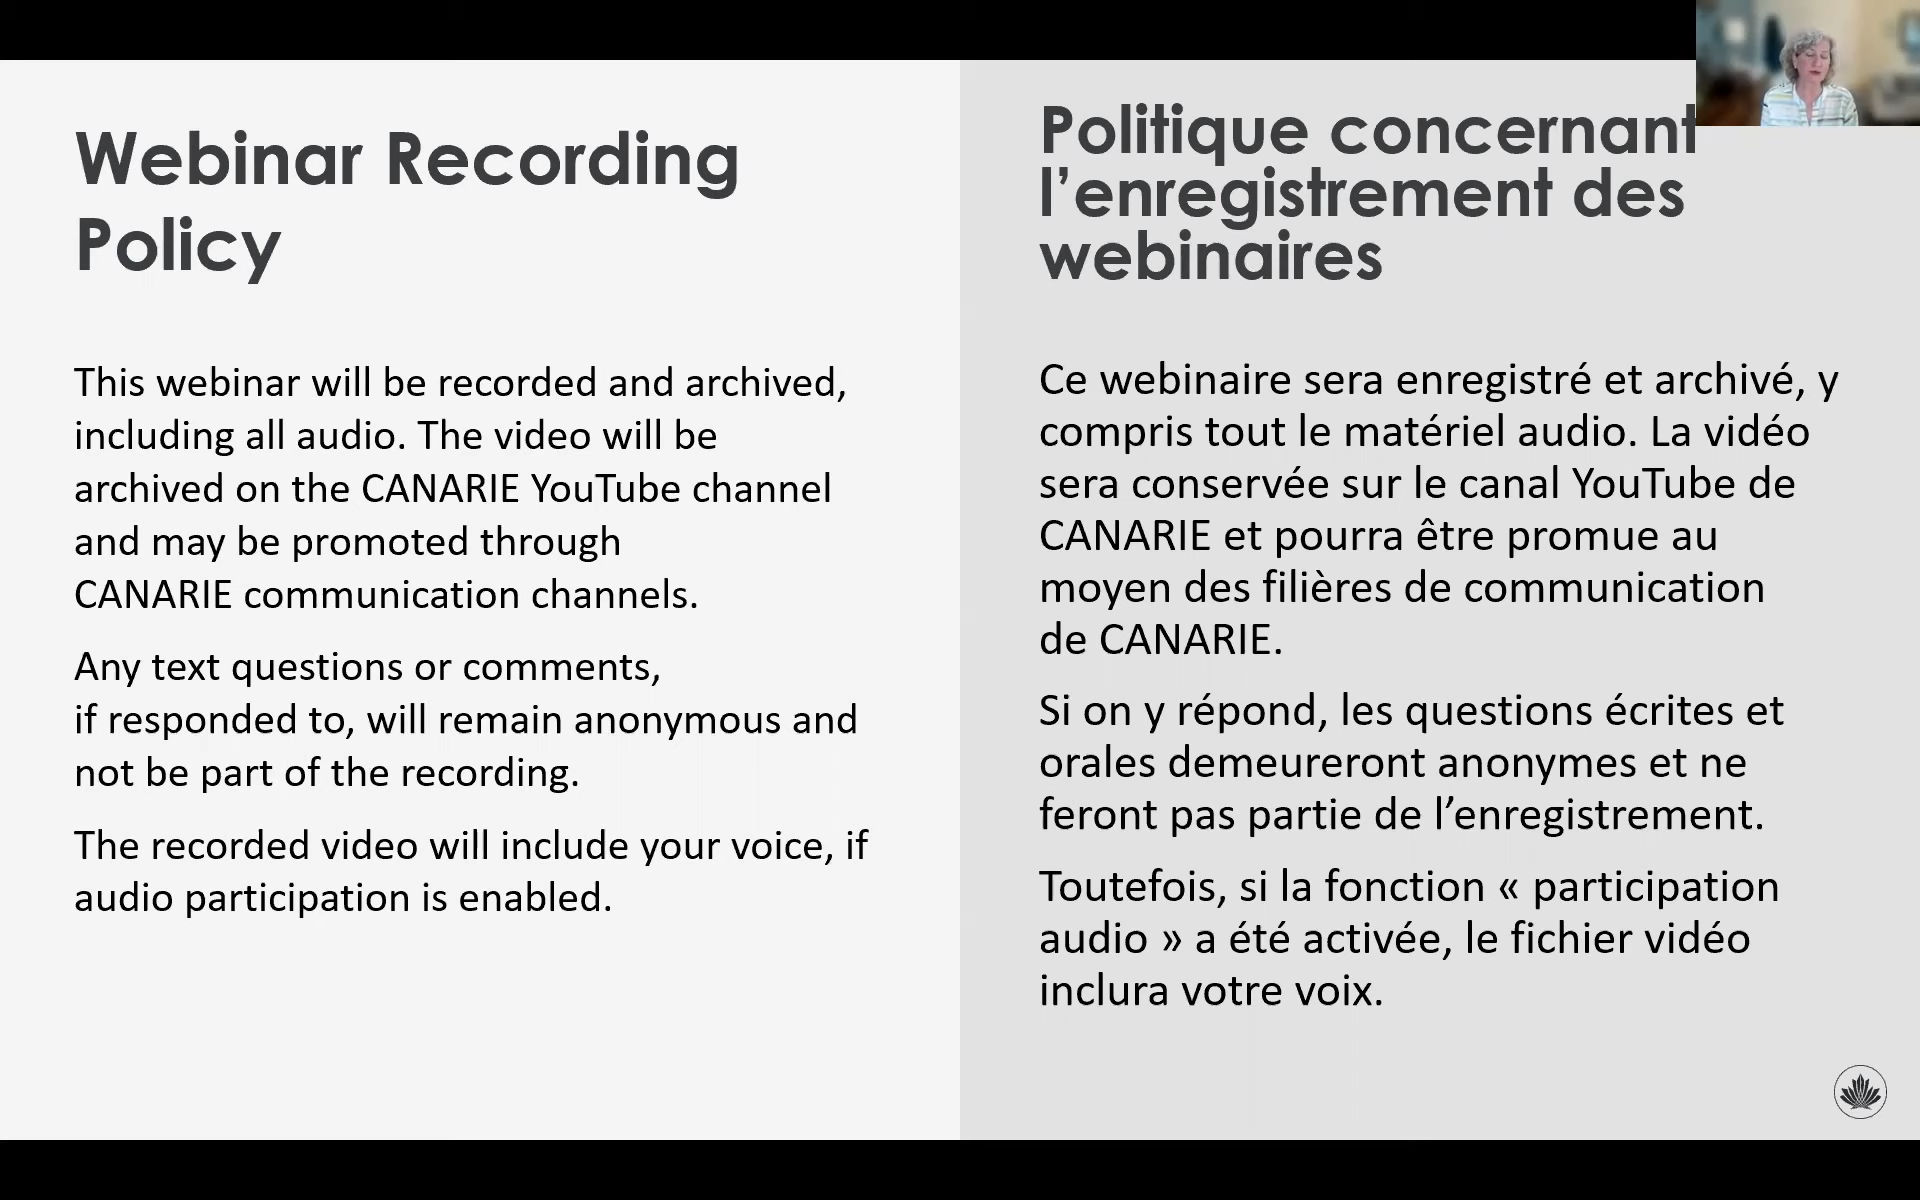 Webinar Recording
Policy
This webinar will be recorded and archived,
including all audio. The video will be
archived on the CANARIE YouTube channel
and may be promoted through
CANARIE communication channels.
Any text questions or comments,
if responded to, will remain anonymous and
not be part of the recording.
The recorded video will include your voice, if
audio participation is enabled.
Politique concernant
l’enregistrement des
webinaires
Ce webinaire sera enregistré et archivé, y
compris tout le matériel audio. La vidéo
sera conservée sur le canal YouTube de
CANARIE et pourra être promue au
moyen des filières de communication
de CANARIE.
Si on y répond, les questions écrites et
orales demeureront anonymes et ne
feront pas partie de l’enregistrement.
Toutefois, si la fonction « participation
audio » a été activée, le fichier vidéo
inclura votre voix.